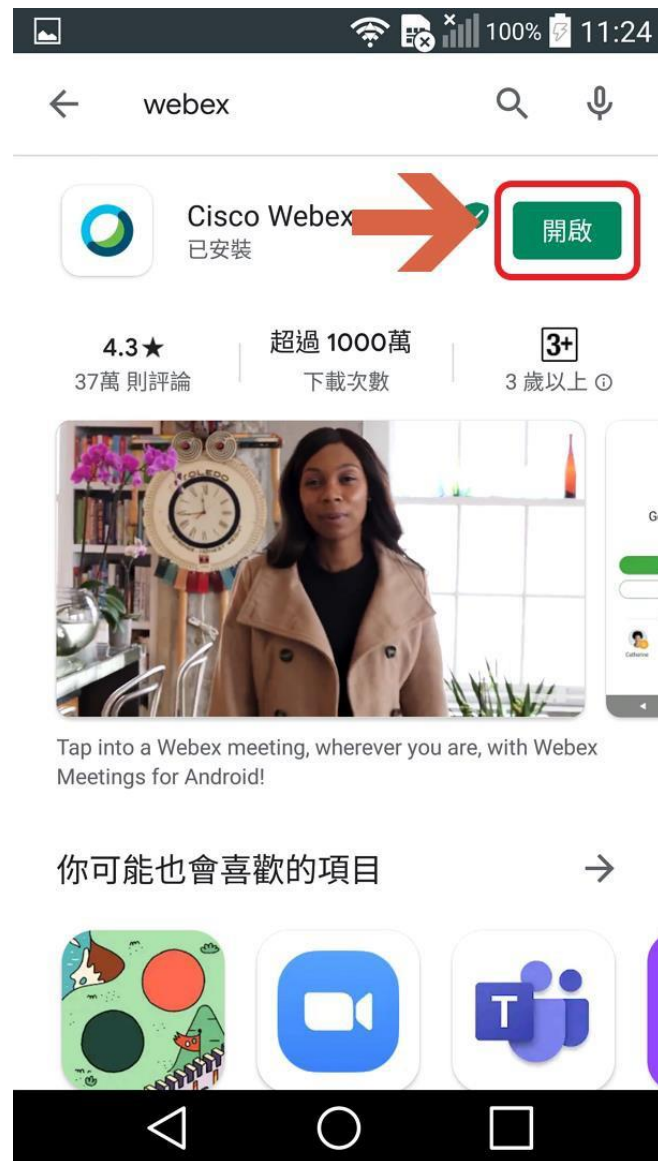 100% 11:24
webex
Cisco Webex
已安裝
開啟
4.3★
37萬 則評論
超過 1000萬
下載次數
3+
3 歲以上
TOLEDO
Catherine
Tap into a Webex meeting, wherever you are, with Webex
Meetings for Android!
你可能也會喜歡的項目
T